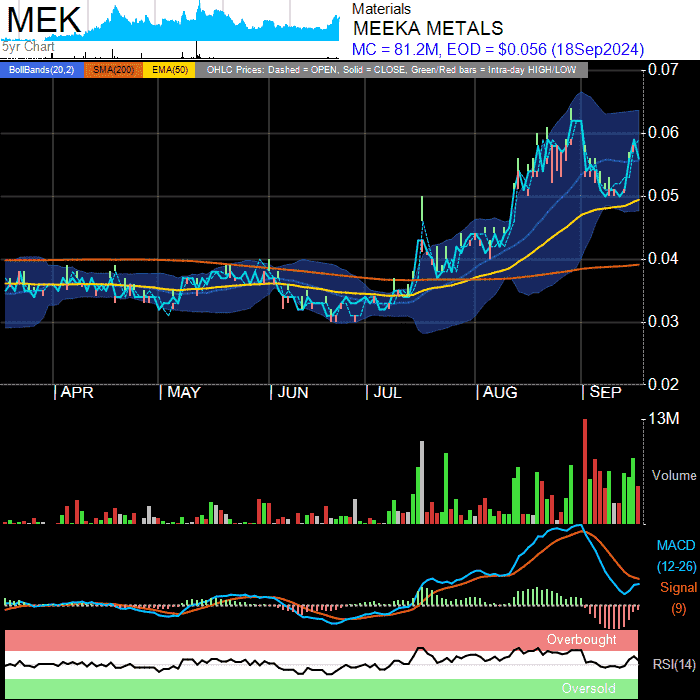 MEK
5yr Chart
Materials
MEEKA METALS
MC = 81.2M, EOD = $0.056 (18Sep2024)
BollBands(20,2) SMA(200) EMA(50) OHLC Prices: Dashed = OPEN, Solid = CLOSE, Green/Red bars = Intra-day HIGH/LOW
0.07
0.06
0.05
0.04
0.03
0.02
APR MAY JUN JUL AUG SEP
13M
Volume
MACD
(12-26)
Signal
(9)
Overbought
RSI(14)
Oversold